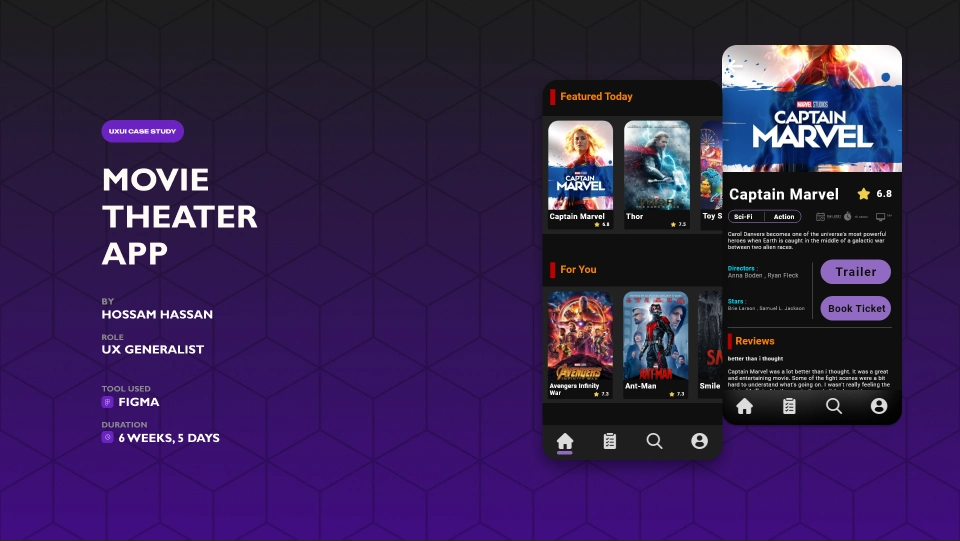 UXUI CASE STUDY
MOVIE
THEATER
APP
BY
HOSSAM HASSAN
ROLE
UX GENERALIST
TOOL USED
FIGMA
DURATION
6 WEEKS, 5 DAYS
Featured Today
MARVEL STUDIOS
CAPTAIN
MARVEL
Captain Marvel
6.8
Thor
7.5
Toy S
For You
AVENGERS
Avengers Infinity
War
7.3
ANT-MAN
Ant-Man
7.3
Smile
MARVEL STUDIOS
CAPTAIN
MARVEL
Captain Marvel
6.8
Sci-Fi
Action
Carol Danvers becomes one of the universe's most powerful
heroes when Earth is caught in the middle of a galactic war
between two alien races.
Directors :
Anna Boden , Ryan Fleck
Trailer
Stars :
Brie Larson , Samuel L. Jackson
Book Ticket
Reviews
better than i thought
Captain Marvel was a lot better than i thought. It was a great
and entertaining movie. Some of the fight scenes were a bit
hard to understand what's going on. I wasn't really feeling the